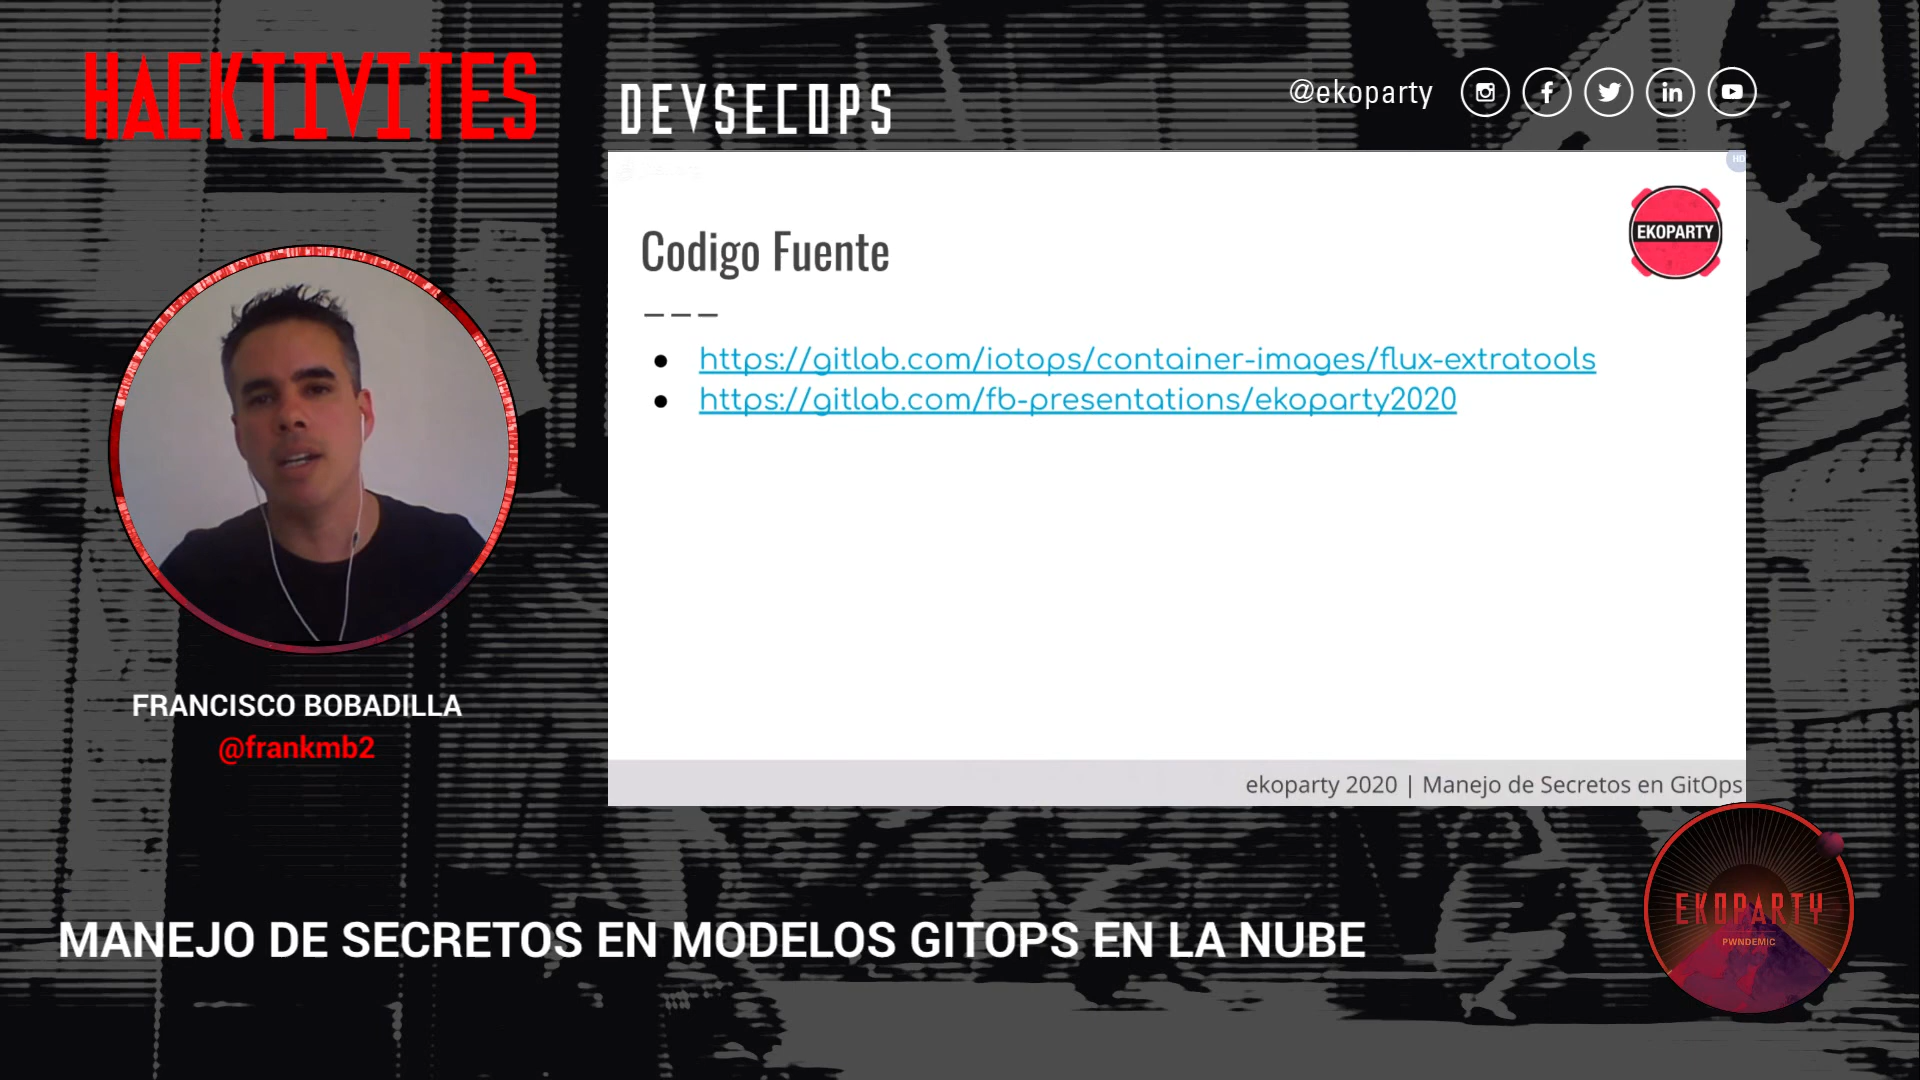 HACKTIVITES
DEVSECOPS
@ekoparty
HD
EKOPARTY
Codigo Fuente
https://gitlab.com/iotops/container-images/flux-extratools
https://gitlab.com/fb-presentations/ekoparty2020
FRANCISCO BOBADILLA
@frankmb2
ekoparty 2020 | Manejo de Secretos en GitOps
EKOPARTY
PWNDEMIC
MANEJO DE SECRETOS EN MODELOS GITOPS EN LA NUBE